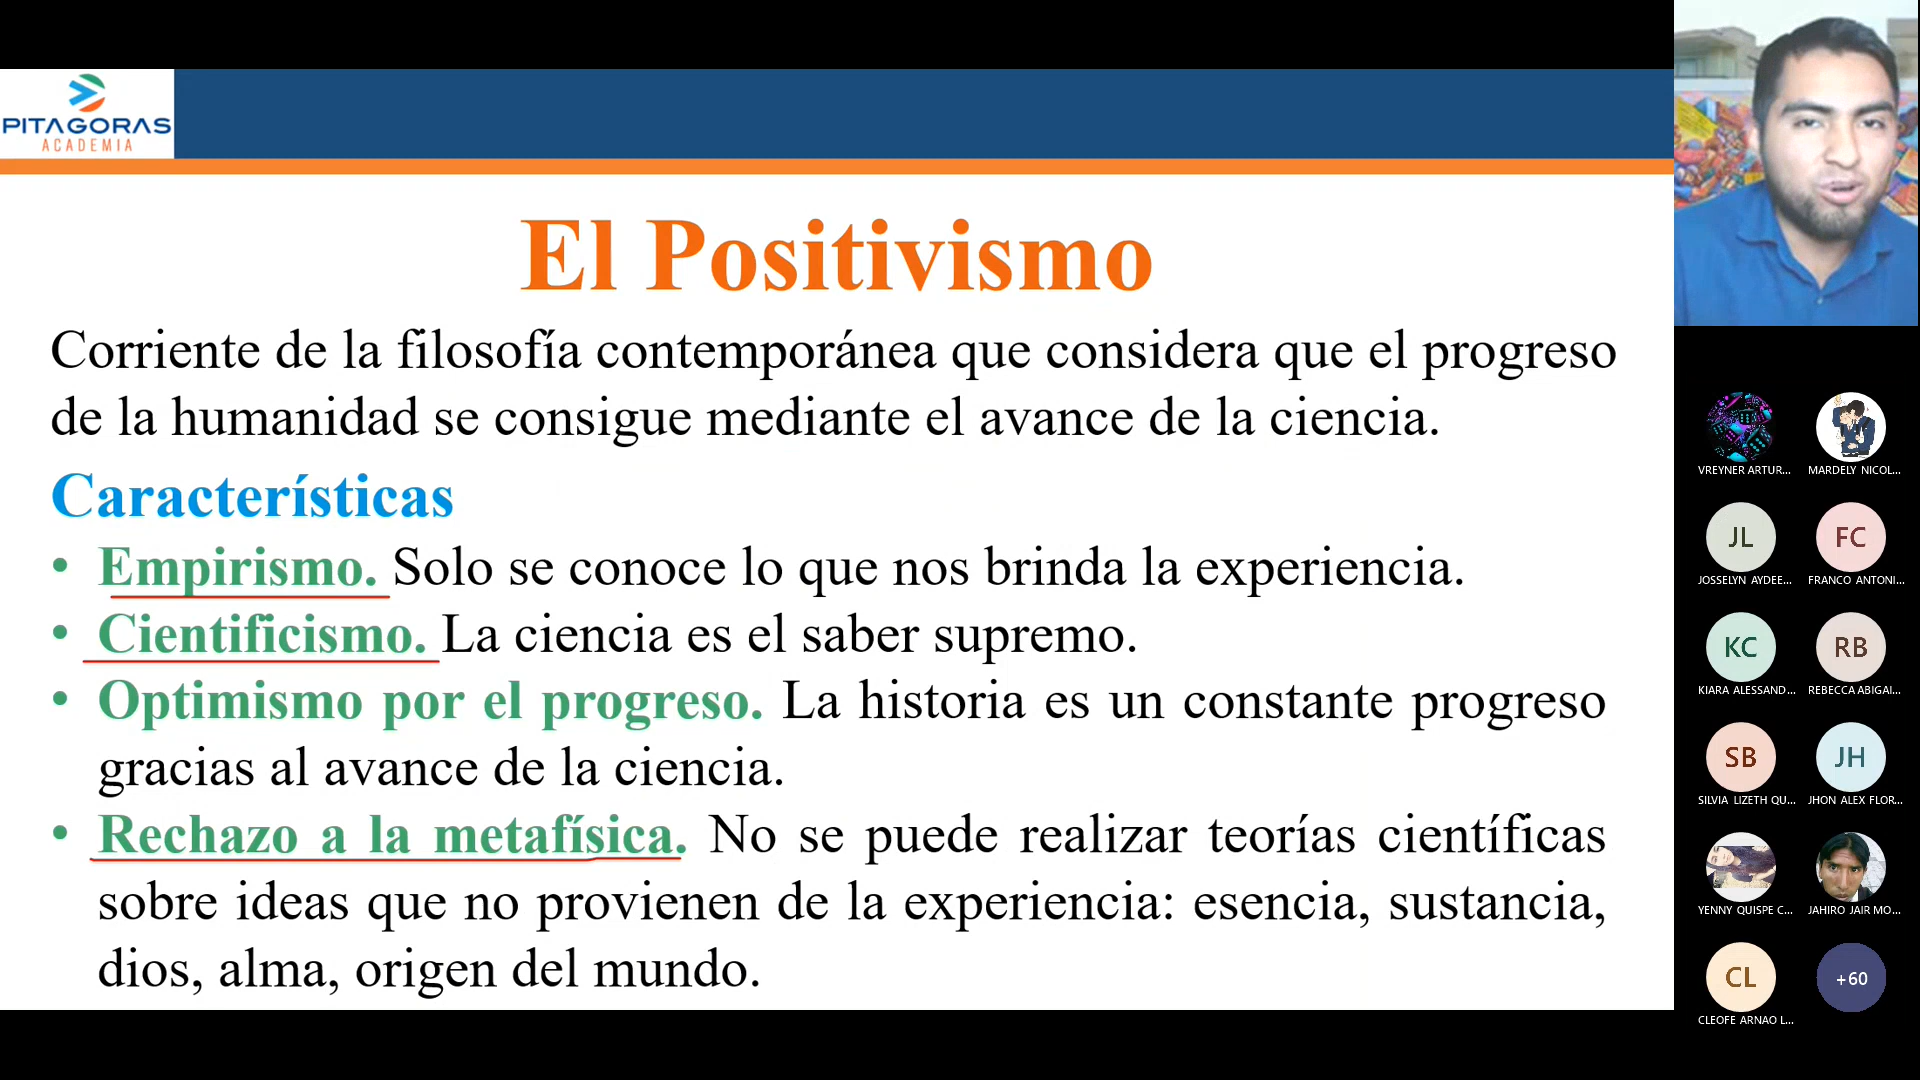 PITAGORAS
ACADEMIA
El Positivismo
Corriente de la filosofía contemporánea que considera que el progreso
de la humanidad se consigue mediante el avance de la ciencia.
Características
• Empirismo. Solo se conoce lo que nos brinda la experiencia.
• Cientificismo. La ciencia es el saber supremo.
• Optimismo por el progreso. La historia es un constante progreso
gracias al avance de la ciencia.
• Rechazo a la metafísica. No se puede realizar teorías científicas
sobre ideas que no provienen de la experiencia: esencia, sustancia,
dios, alma, origen del mundo.
VREYNER ARTUR... MARDELY NICOL...
JL FC
JOSSELYN AYDEE... FRANCO ANTONI...
KC RB
KIARA ALESSAND... REBECCA ABIGAI...
SB JH
SILVIA LIZETH QU... JHON ALEX FLOR...
YENNY QUISPE C... JAHIRO JAIR MO...
CL +60
CLEOFE ARNAO L...